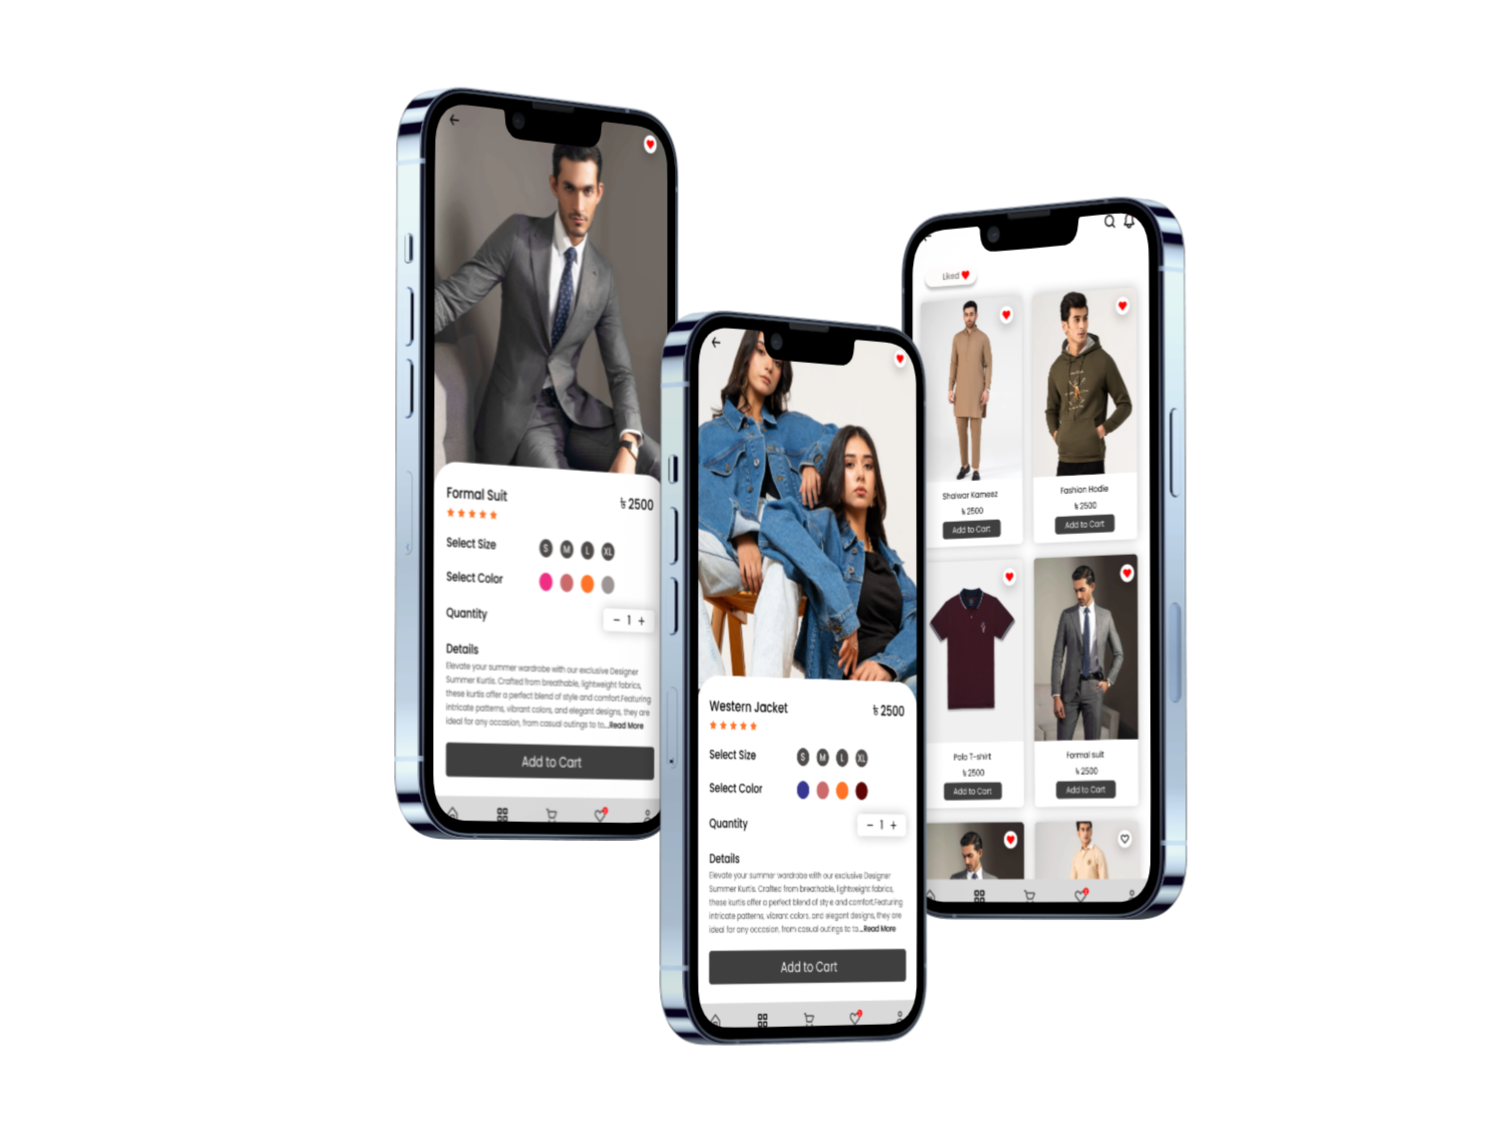 Formal Suit
৳ 2500
Select Size
S M L XL
Select Color
Quantity
- 1 +
Details
Elevate your summer wardrobe with our exclusive Designer
Summer Kurtis. Crafted from breathable, lightweight fabrics,
these kurtis offer a perfect blend of style and comfort.Featuring
intricate patterns, vibrant colors, and elegant designs, they are
ideal for any occasion, from casual outings to to...Read More
Add to Cart
Western Jacket
৳ 2500
Select Size
S M L XL
Select Color
Quantity
- 1 +
Details
Elevate your summer wardrobe with our exclusive Designer
Summer Kurtis. Crafted from breathable, lightweight fabrics,
these kurtis offer a perfect blend of style and comfort.Featuring
intricate patterns, vibrant colors, and elegant designs, they are
ideal for any occasion, from casual outings to to...Read More
Add to Cart
Liked
Shalwar Kameez
৳ 2500
Add to Cart
Fashion Hodie
৳ 2500
Add to Cart
Polo T-shirt
৳ 2500
Add to Cart
Formal suit
৳ 2500
Add to Cart